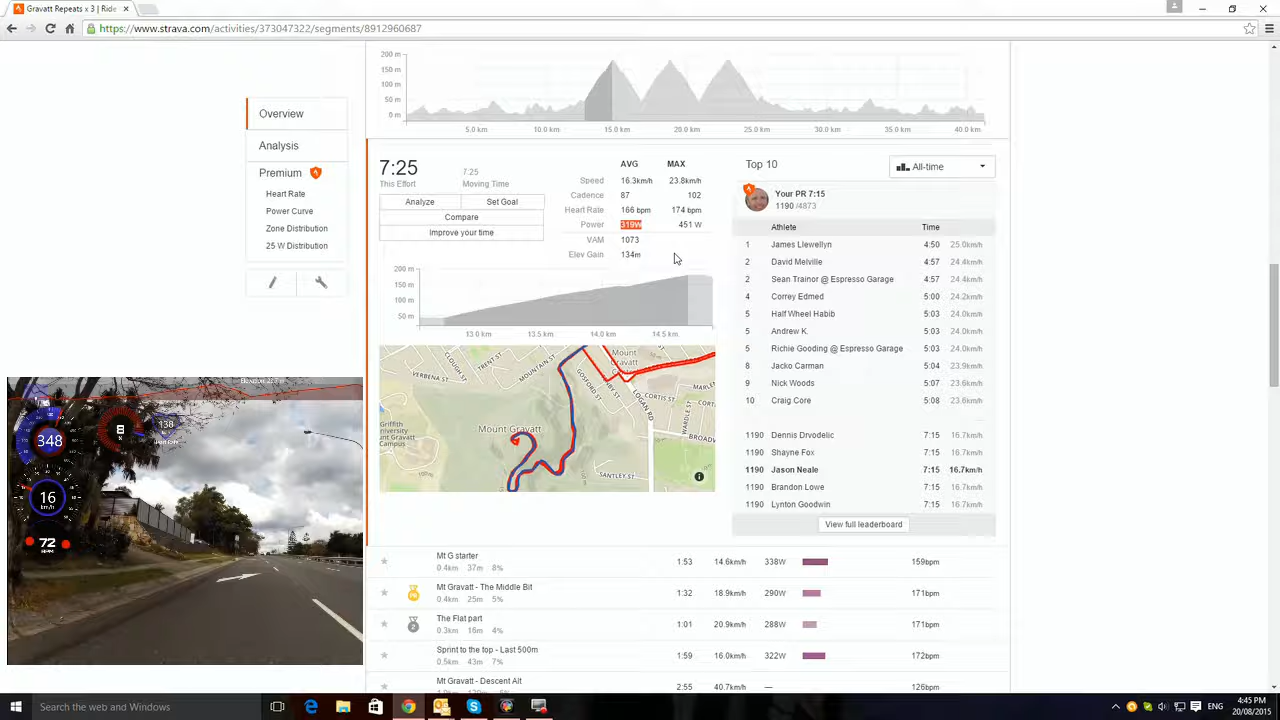 Gravatt Repeats x 3 | Ride
https://www.strava.com/activities/373047322/segments/8912960687
200 m
150 m
100 m
50 m
0 m
5.0 km 10.0 km 15.0 km 20.0 km 25.0 km 30.0 km 35.0 km 40.0 km
Overview
Analysis
Premium
Heart Rate
Power Curve
Zone Distribution
25 W Distribution
7:25
This Effort
7:25
Moving Time
Analyze Set Goal
Compare
Improve your time
AVG MAX
Speed 16.3km/h 23.8km/h
Cadence 87 102
Heart Rate 166 bpm 174 bpm
Power 319W 451 W
VAM 1073
Elev Gain 134m
200 m
150 m
100 m
50 m
13.0 km 13.5 km 14.0 km 14.5 km
VERBENA ST
CLOUGH ST
TRENT ST
MOUNTAIN
GOSFORD
LOGAN RD
Mount
Gravatt
MARLE
WARDLE ST
CARTER
BROADW
Griffith
University
Gravatt
Campus
Mount Gravatt
SANTLEY ST
Top 10
All-time
Your PR 7:15
1190 /4873
Athlete Time
1 James Llewellyn 4:50 25.0km/h
2 David Melville 4:57 24.4km/h
2 Sean Trainor @ Espresso Garage 4:57 24.4km/h
4 Correy Edmed 5:00 24.2km/h
5 Half Wheel Habib 5:03 24.0km/h
5 Andrew K. 5:03 24.0km/h
5 Richie Gooding @ Espresso Garage 5:03 24.0km/h
8 Jacko Carman 5:04 23.9km/h
9 Nick Woods 5:07 23.6km/h
10 Craig Core 5:08 23.6km/h
1190 Dennis Drvodelic 7:15 16.7km/h
1190 Shayne Fox 7:15 16.7km/h
1190 Jason Neale 7:15 16.7km/h
1190 Brandon Lowe 7:15 16.7km/h
1190 Lynton Goodwin 7:15 16.7km/h
View full leaderboard
348
138
16
km/h
72
Mt G starter 1:53 14.6km/h 338W 159bpm
0.4km 37m 8%
Mt Gravatt - The Middle Bit 1:32 18.9km/h 290W 171bpm
0.4km 25m 5%
The Flat part 1:01 20.9km/h 288W 171bpm
0.3km 16m 4%
Sprint to the top - Last 500m 1:59 16.0km/h 322W 172bpm
0.5km 43m 7%
Mt Gravatt - Descent Alt 2:55 40.7km/h — 126bpm
Search the web and Windows
ENG
4:45 PM
20/08/2015